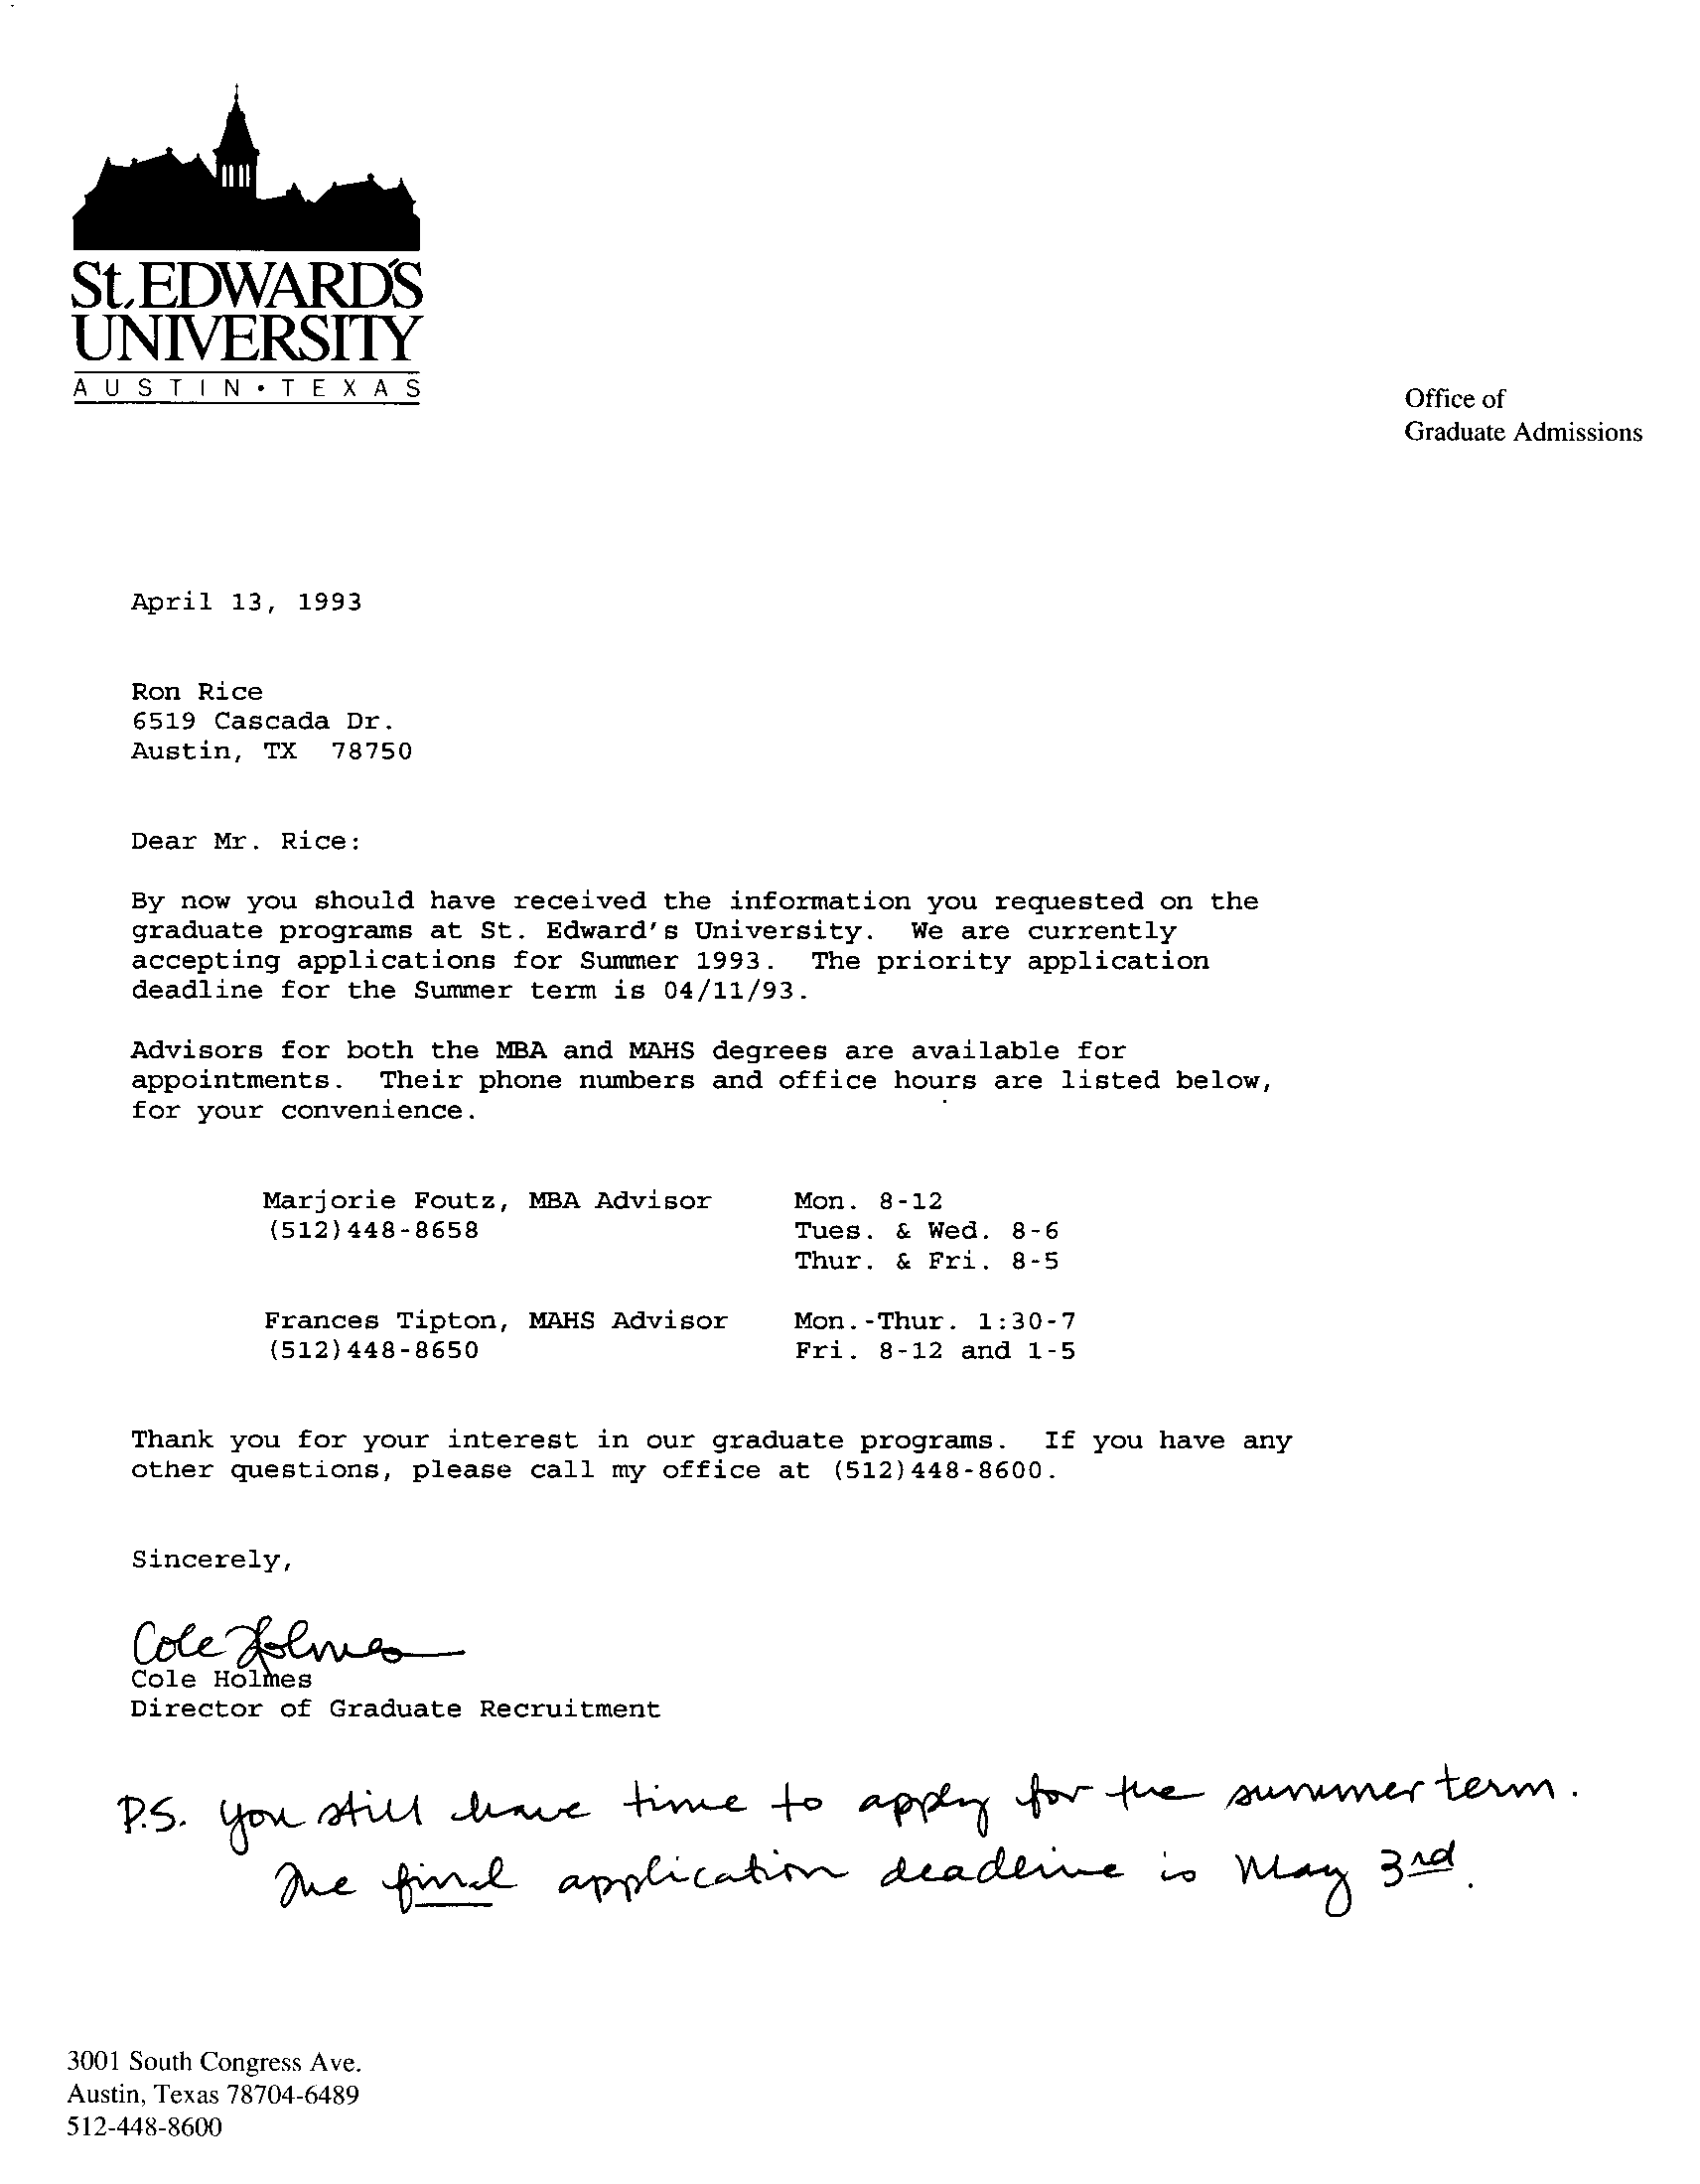 St. EDWARD'S
UNIVERSITY
AUSTIN • TEXAS
Office of
Graduate Admissions
April 13, 1993
Ron Rice
6519 Cascada Dr.
Austin, TX  78750
Dear Mr. Rice:
By now you should have received the information you requested on the
graduate programs at St. Edward's University.  We are currently
accepting applications for Summer 1993.  The priority application
deadline for the Summer term is 04/11/93.
Advisors for both the MBA and MAHS degrees are available for
appointments.  Their phone numbers and office hours are listed below,
for your convenience.
Marjorie Foutz, MBA Advisor    Mon. 8-12
(512)448-8658    Tues. & Wed. 8-6
Thur. & Fri. 8-5
Frances Tipton, MAHS Advisor    Mon.-Thur. 1:30-7
(512)448-8650    Fri. 8-12 and 1-5
Thank you for your interest in our graduate programs.  If you have any
other questions, please call my office at (512)448-8600.
Sincerely,
Cole Holmes
Cole Holmes
Director of Graduate Recruitment
P.S. you still have time to apply for the summer term.
The final application deadline is May 3rd.
3001 South Congress Ave.
Austin, Texas 78704-6489
512-448-8600